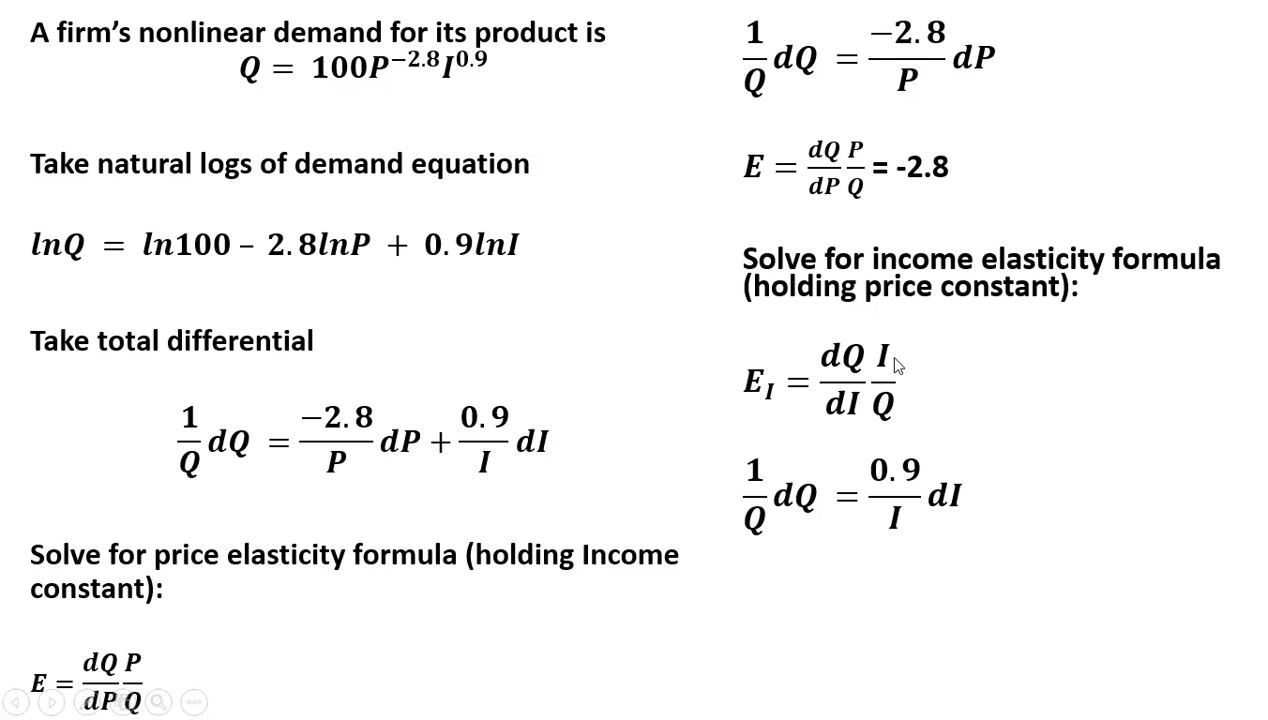 A firm’s nonlinear demand for its product is
Q = 100P^−2.8 I^0.9
Take natural logs of demand equation
lnQ = ln100 – 2.8lnP + 0.9lnI
Take total differential
1/Q dQ = −2.8/P dP + 0.9/I dI
Solve for price elasticity formula (holding Income
constant):
E = dQ/dP P/Q
1/Q dQ = −2.8/P dP
E = dQ/dP P/Q = -2.8
Solve for income elasticity formula
(holding price constant):
E_I = dQ/dI I/Q
1/Q dQ = 0.9/I dI